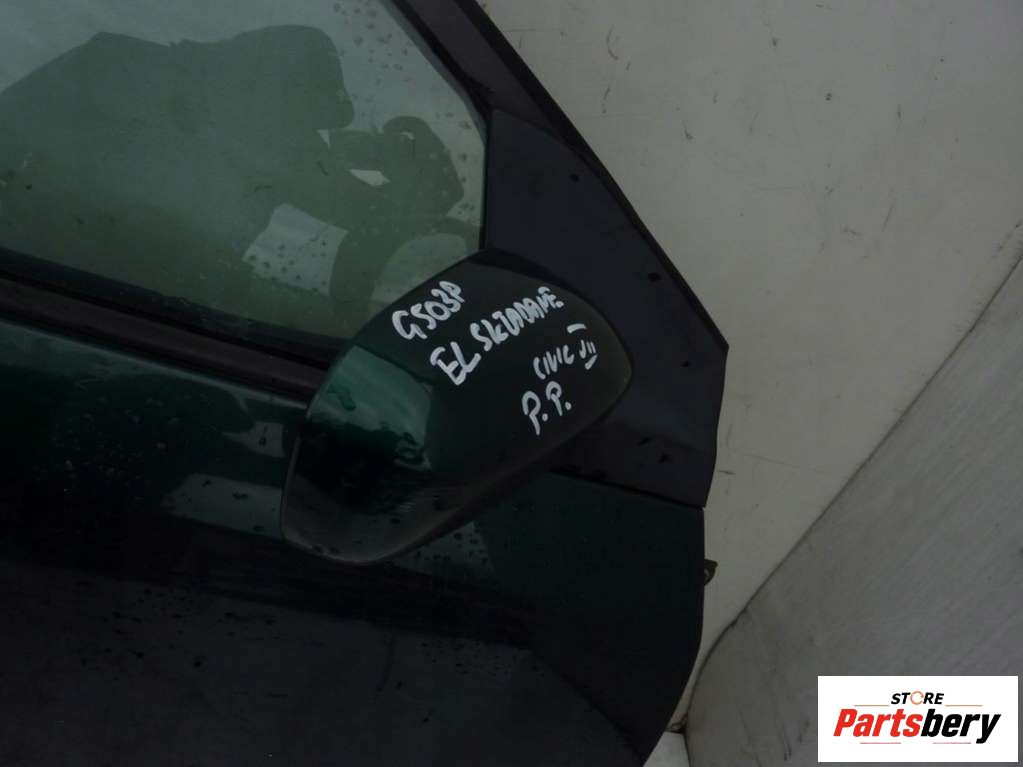 G503P
EL SKŁADANE
CIVIC VII
P.P.
STORE
Partsbery